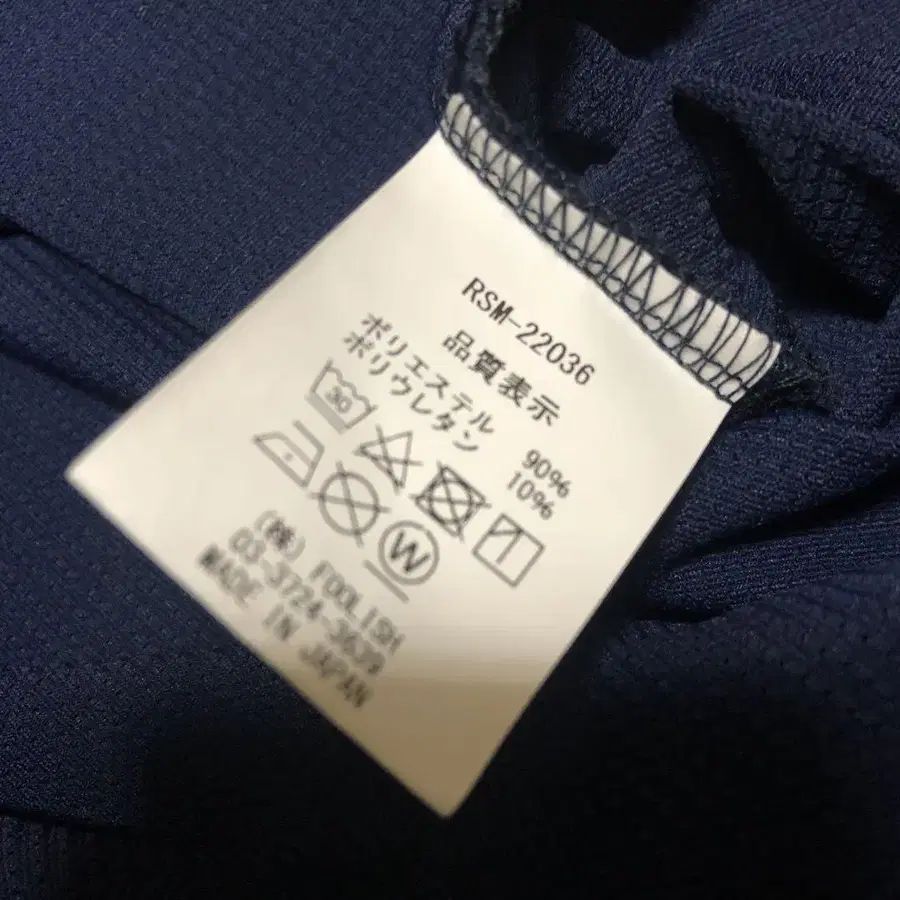 RSM-22036
品質表示
ポリエステル 90%
ポリウレタン 10%
30
W
(株) FOOLISH
03-3724-3639
MADE IN JAPAN